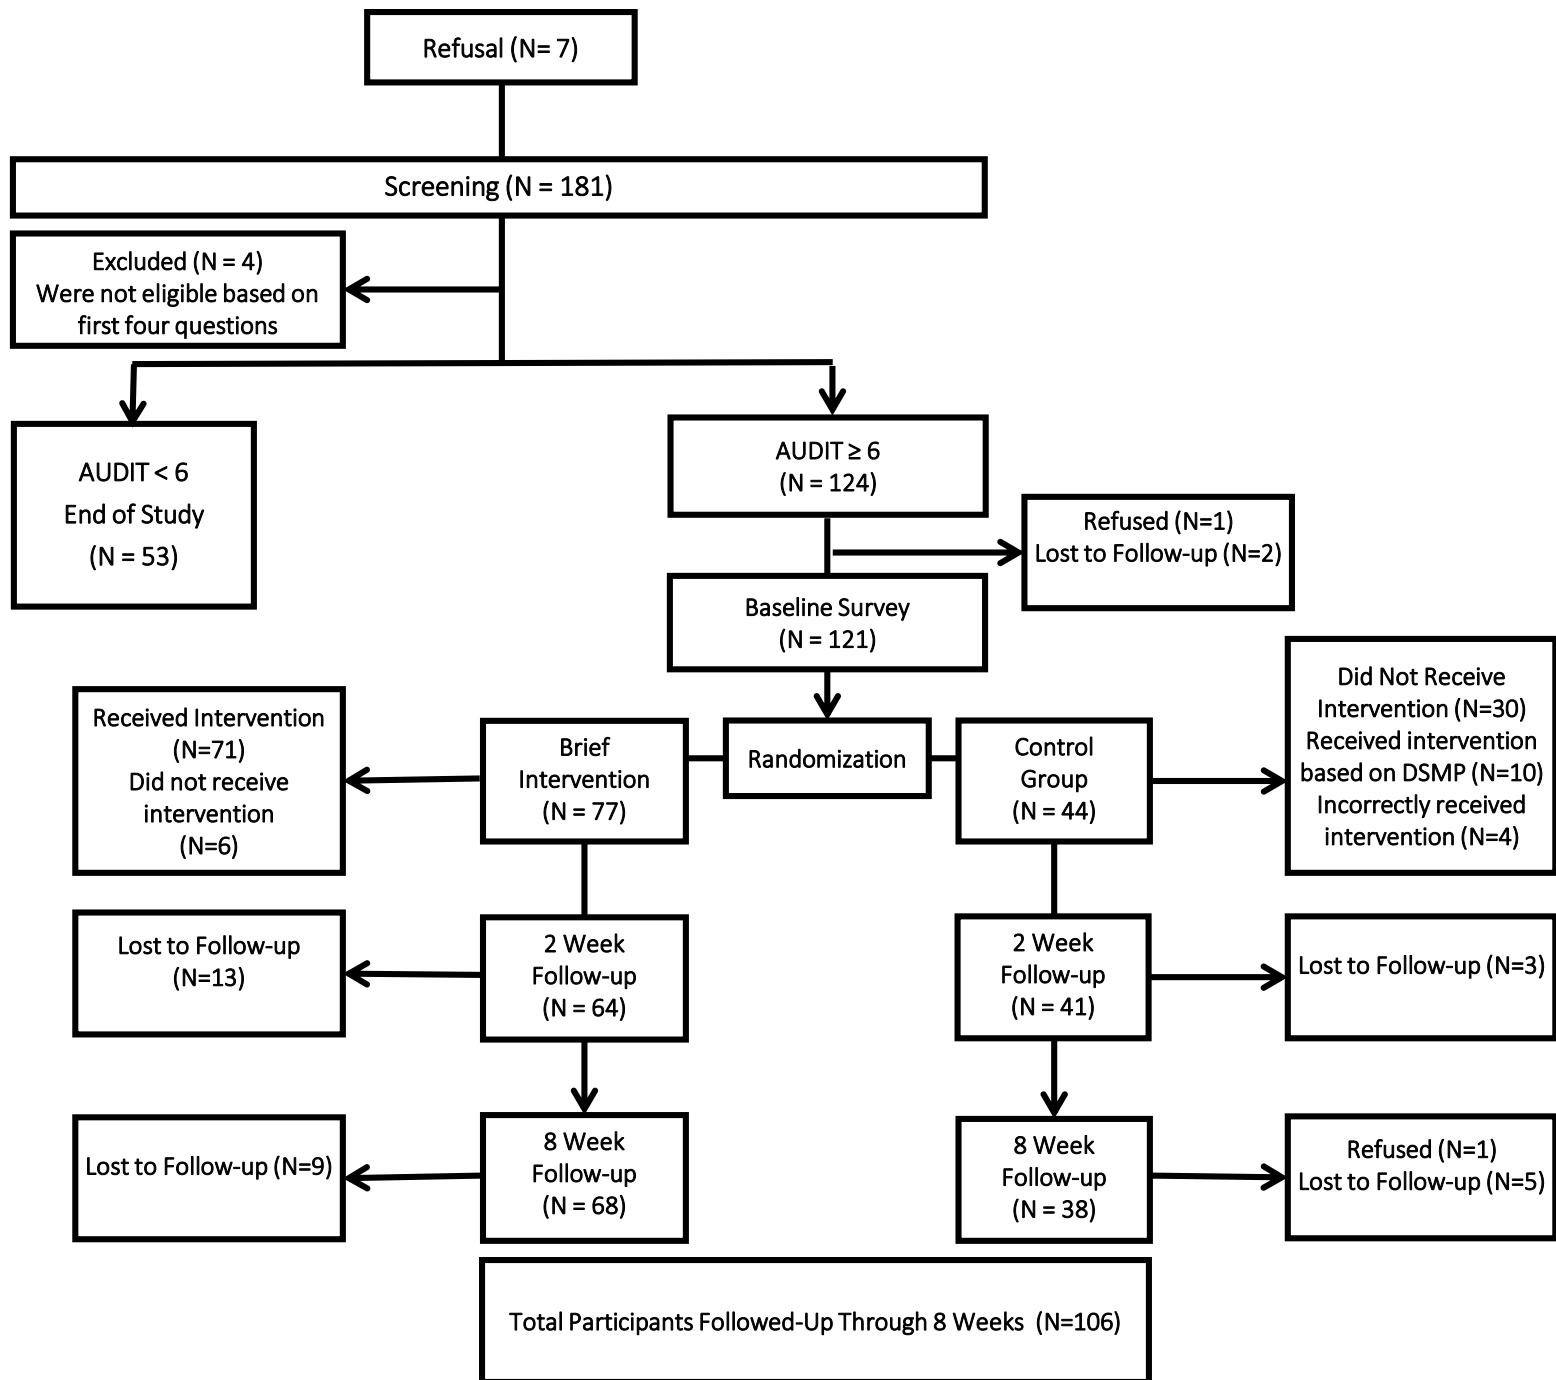 Refusal (N= 7)
Screening (N = 181)
Excluded (N = 4)
Were not eligible based on
first four questions
AUDIT < 6
End of Study
(N = 53)
AUDIT ≥ 6
(N = 124)
Refused (N=1)
Lost to Follow-up (N=2)
Baseline Survey
(N = 121)
Received Intervention
(N=71)
Did not receive
intervention
(N=6)
Brief
Intervention
(N = 77)
Randomization
Control
Group
(N = 44)
Did Not Receive
Intervention (N=30)
Received intervention
based on DSMP (N=10)
Incorrectly received
intervention (N=4)
Lost to Follow-up
(N=13)
2 Week
Follow-up
(N = 64)
2 Week
Follow-up
(N = 41)
Lost to Follow-up (N=3)
Lost to Follow-up (N=9)
8 Week
Follow-up
(N = 68)
8 Week
Follow-up
(N = 38)
Refused (N=1)
Lost to Follow-up (N=5)
Total Participants Followed-Up Through 8 Weeks (N=106)